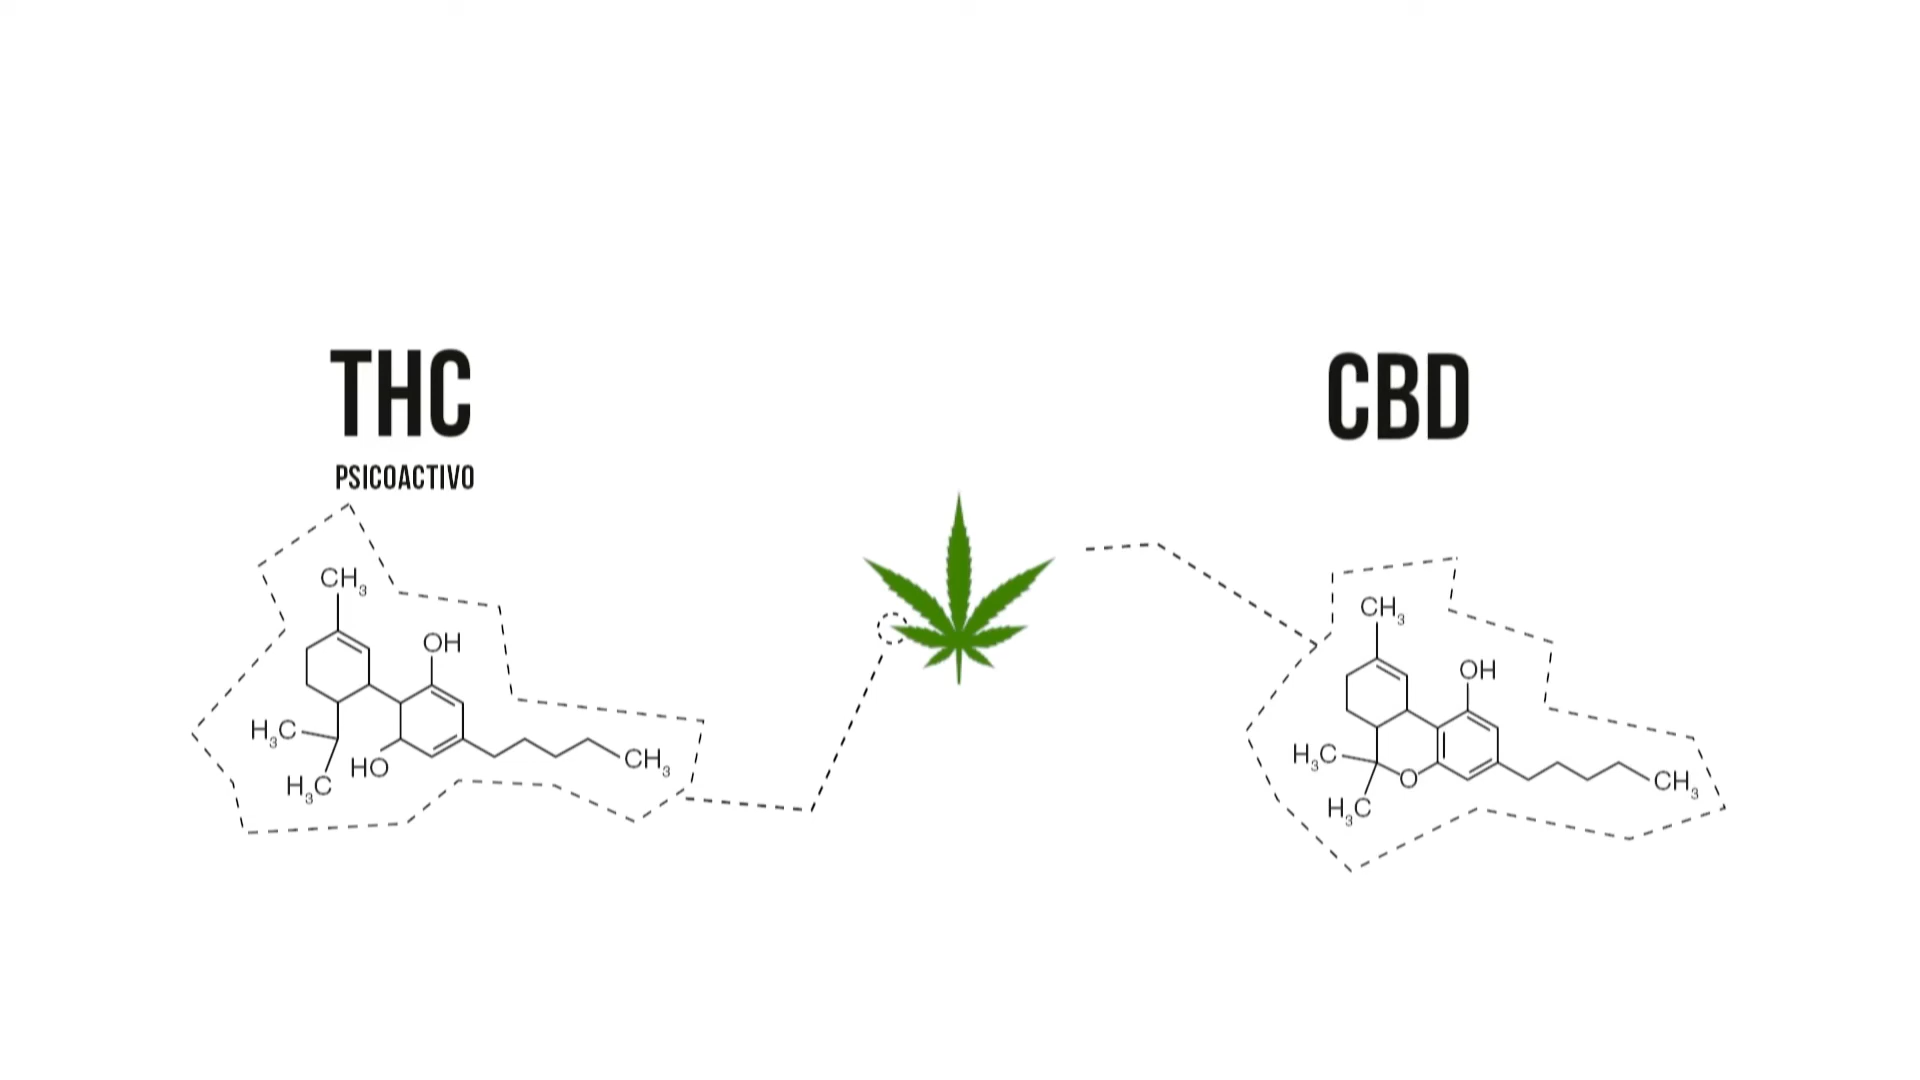 THC
PSICOACTIVO
CH₃
OH
H₃C
HO
H₃C
CH₃
CBD
CH₃
OH
H₃C
O
H₃C
CH₃